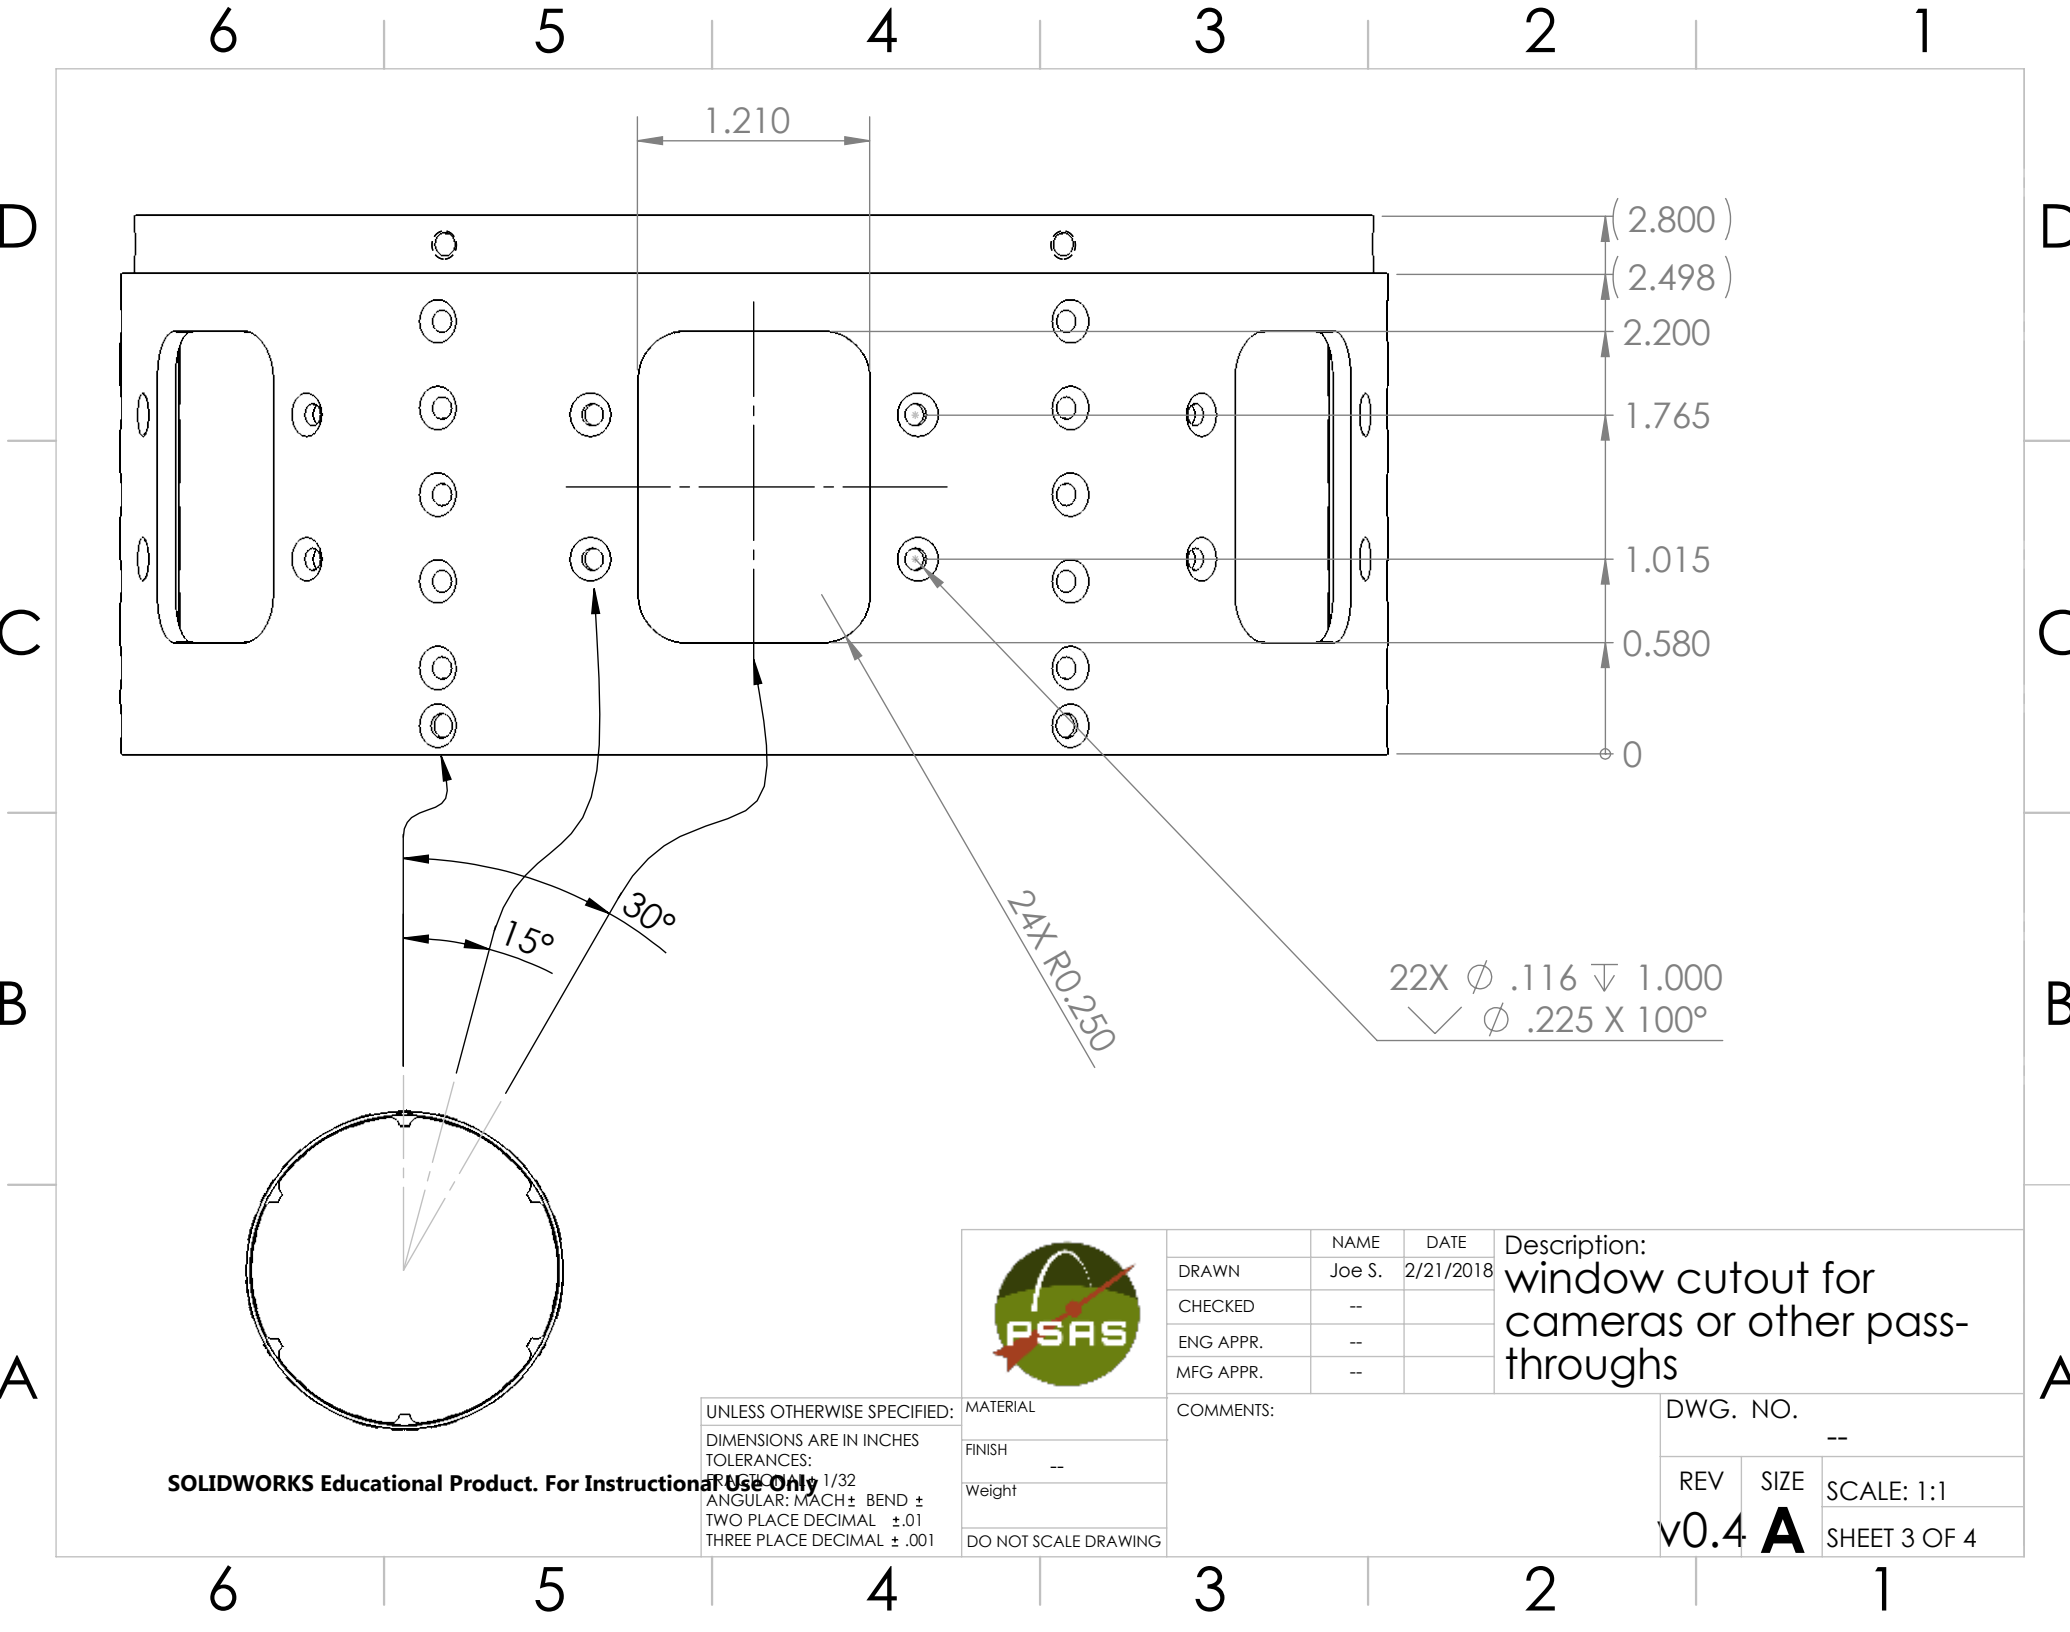 6 5 4 3 2 1
1.210
D D
( 2.800 )
( 2.498 )
2.200
1.765
1.015
C C
0.580
0
30°
15°
24X R0.250
22X ⌀ .116 ↧ 1.000
⌵ ⌀ .225 X 100°
B B
A A
PSAS
NAME DATE
DRAWN Joe S. 2/21/2018
CHECKED --
ENG APPR. --
MFG APPR. --
Description:
window cutout for
cameras or other pass-
throughs
UNLESS OTHERWISE SPECIFIED:
DIMENSIONS ARE IN INCHES
TOLERANCES:
FRACTIONAL± 1/32
ANGULAR: MACH± BEND ±
TWO PLACE DECIMAL ±.01
THREE PLACE DECIMAL ± .001
MATERIAL
FINISH
--
Weight
DO NOT SCALE DRAWING
COMMENTS:
DWG. NO.
--
REV
v0.4
SIZE
A
SCALE: 1:1
SHEET 3 OF 4
SOLIDWORKS Educational Product. For Instructional Use Only
6 5 4 3 2 1